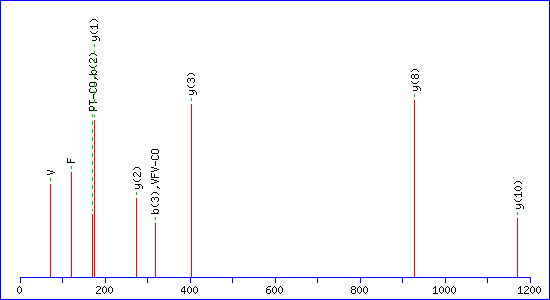 V
F
PT-CO,b(2)
y(1)
y(2)
b(3),VFV-CO
y(3)
y(8)
y(10)
0
200
400
600
800
1000
1200